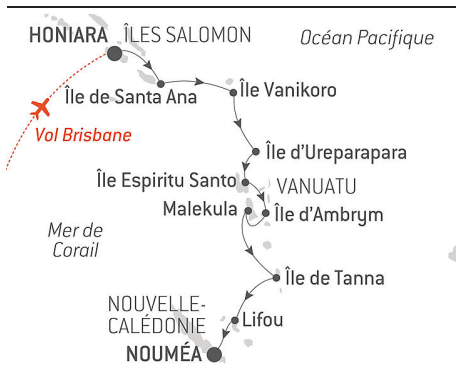 HONIARA ÎLES SALOMON
Océan Pacifique
Île de Santa Ana
Île Vanikoro
Vol Brisbane
Île d'Ureparapara
Île Espiritu Santo
VANUATU
Malekula
Île d'Ambrym
Mer de
Corail
Île de Tanna
NOUVELLE-
CALÉDONIE
Lifou
NOUMÉA